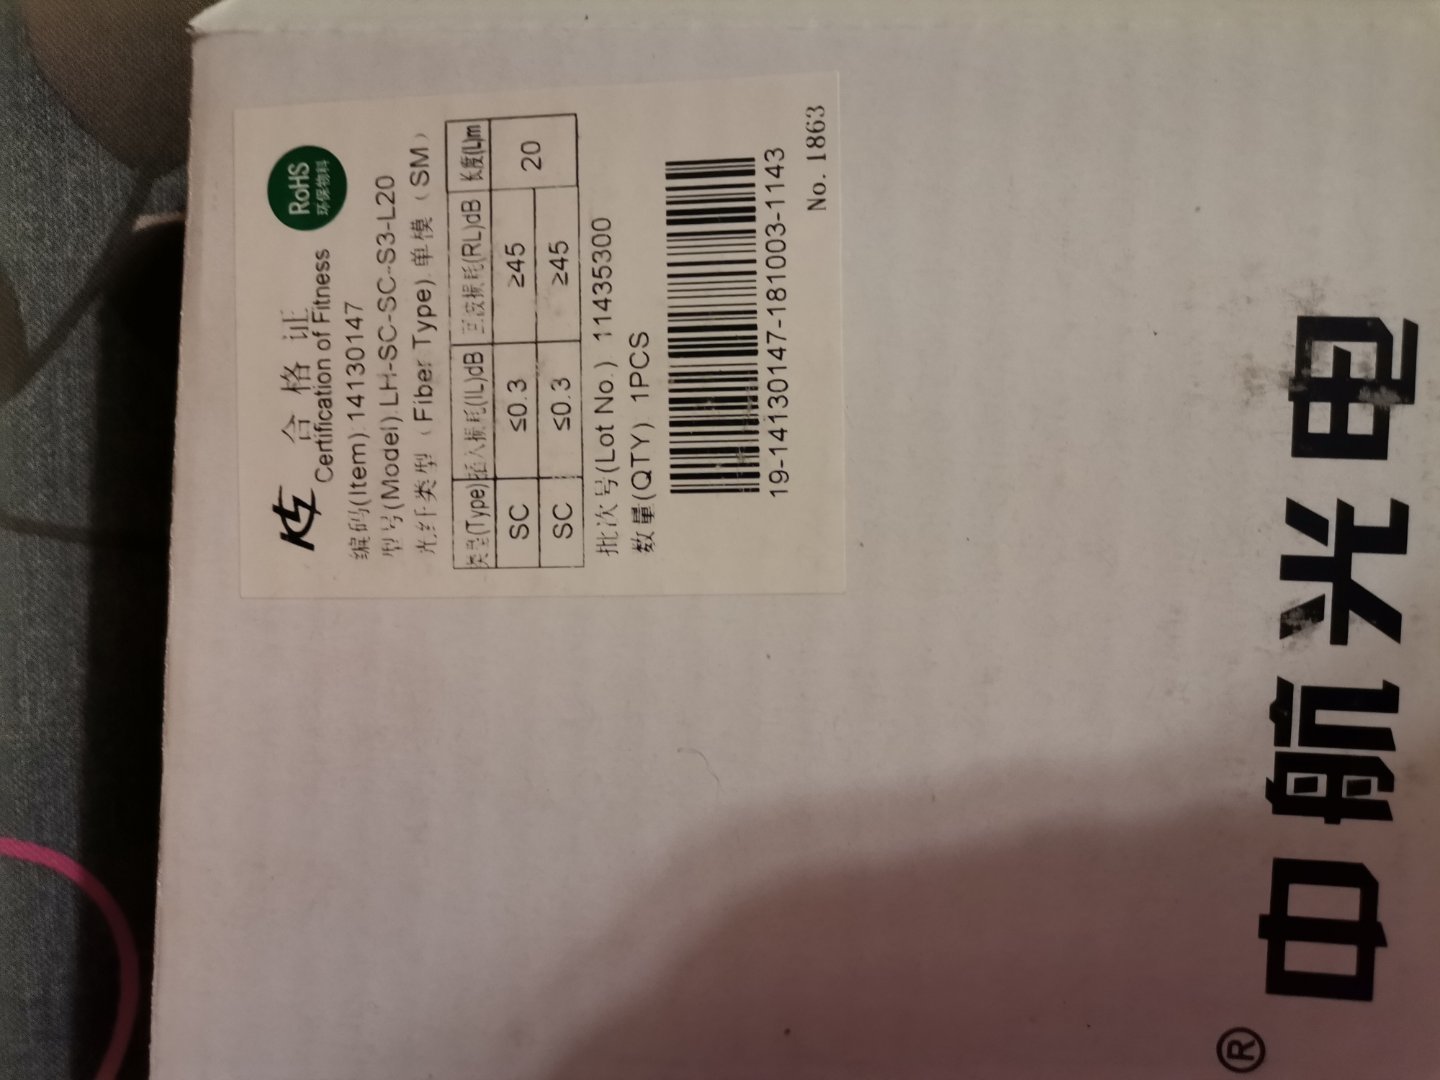 合格证
Certification of Fitness
RoHS
环保物料
编码(Item):14130147
型号(Model):LH-SC-SC-S3-L20
光纤类型（Fiber Type):单模（SM）
类型(Type) 插入损耗(IL)dB 回波损耗(RL)dB 长度(L)m
SC ≤0.3 ≥45 20
SC ≤0.3 ≥45
批次号(Lot No.) 11435300
数量(QTY) 1PCS
19-14130147-181003-1143
No. 1863
®中航光电